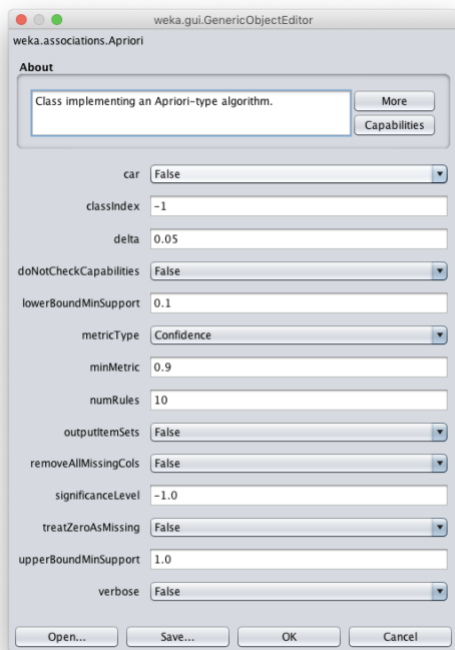 weka.gui.GenericObjectEditor
weka.associations.Apriori
About
Class implementing an Apriori-type algorithm.
More
Capabilities
car False
classIndex -1
delta 0.05
doNotCheckCapabilities False
lowerBoundMinSupport 0.1
metricType Confidence
minMetric 0.9
numRules 10
outputItemSets False
removeAllMissingCols False
significanceLevel -1.0
treatZeroAsMissing False
upperBoundMinSupport 1.0
verbose False
Open... Save... OK Cancel